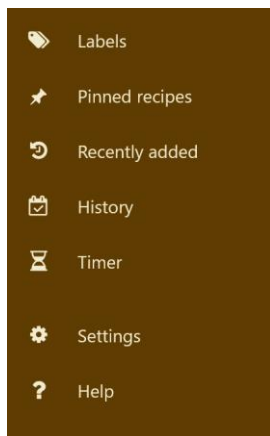 Labels
Pinned recipes
Recently added
History
Timer
Settings
Help